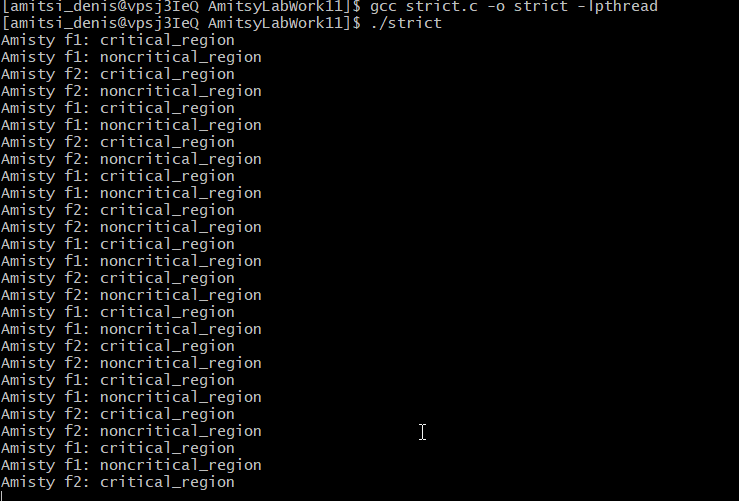 [amitsi_denis@vpsj3IeQ AmitsyLabWork11]$ gcc strict.c -o strict -lpthread
[amitsi_denis@vpsj3IeQ AmitsyLabWork11]$ ./strict
Amisty f1: critical_region
Amisty f1: noncritical_region
Amisty f2: critical_region
Amisty f2: noncritical_region
Amisty f1: critical_region
Amisty f1: noncritical_region
Amisty f2: critical_region
Amisty f2: noncritical_region
Amisty f1: critical_region
Amisty f1: noncritical_region
Amisty f2: critical_region
Amisty f2: noncritical_region
Amisty f1: critical_region
Amisty f1: noncritical_region
Amisty f2: critical_region
Amisty f2: noncritical_region
Amisty f1: critical_region
Amisty f1: noncritical_region
Amisty f2: critical_region
Amisty f2: noncritical_region
Amisty f1: critical_region
Amisty f1: noncritical_region
Amisty f2: critical_region
Amisty f2: noncritical_region
Amisty f1: critical_region
Amisty f1: noncritical_region
Amisty f2: critical_region